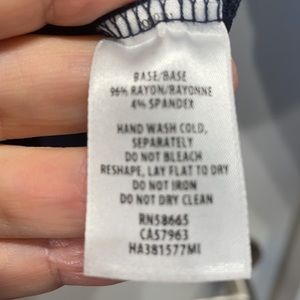 BASE/BASE
96% RAYON/RAYONNE
4% SPANDEX
HAND WASH COLD,
SEPARATELY
DO NOT BLEACH
RESHAPE, LAY FLAT TO DRY
DO NOT IRON
DO NOT DRY CLEAN
RN58665
CA57963
HA381577MI